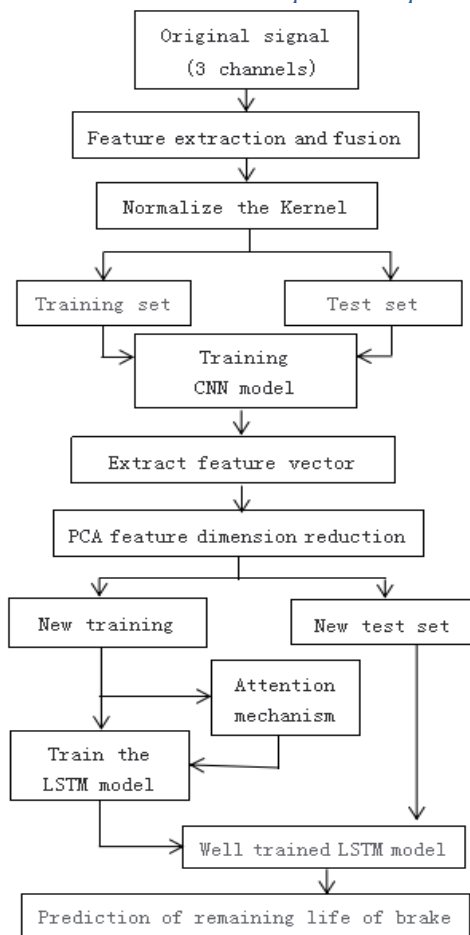 Original signal
(3 channels)
Feature extraction and fusion
Normalize the Kernel
Training set
Test set
Training
CNN model
Extract feature vector
PCA feature dimension reduction
New training
New test set
Attention
mechanism
Train the
LSTM model
Well trained LSTM model
Prediction of remaining life of brake